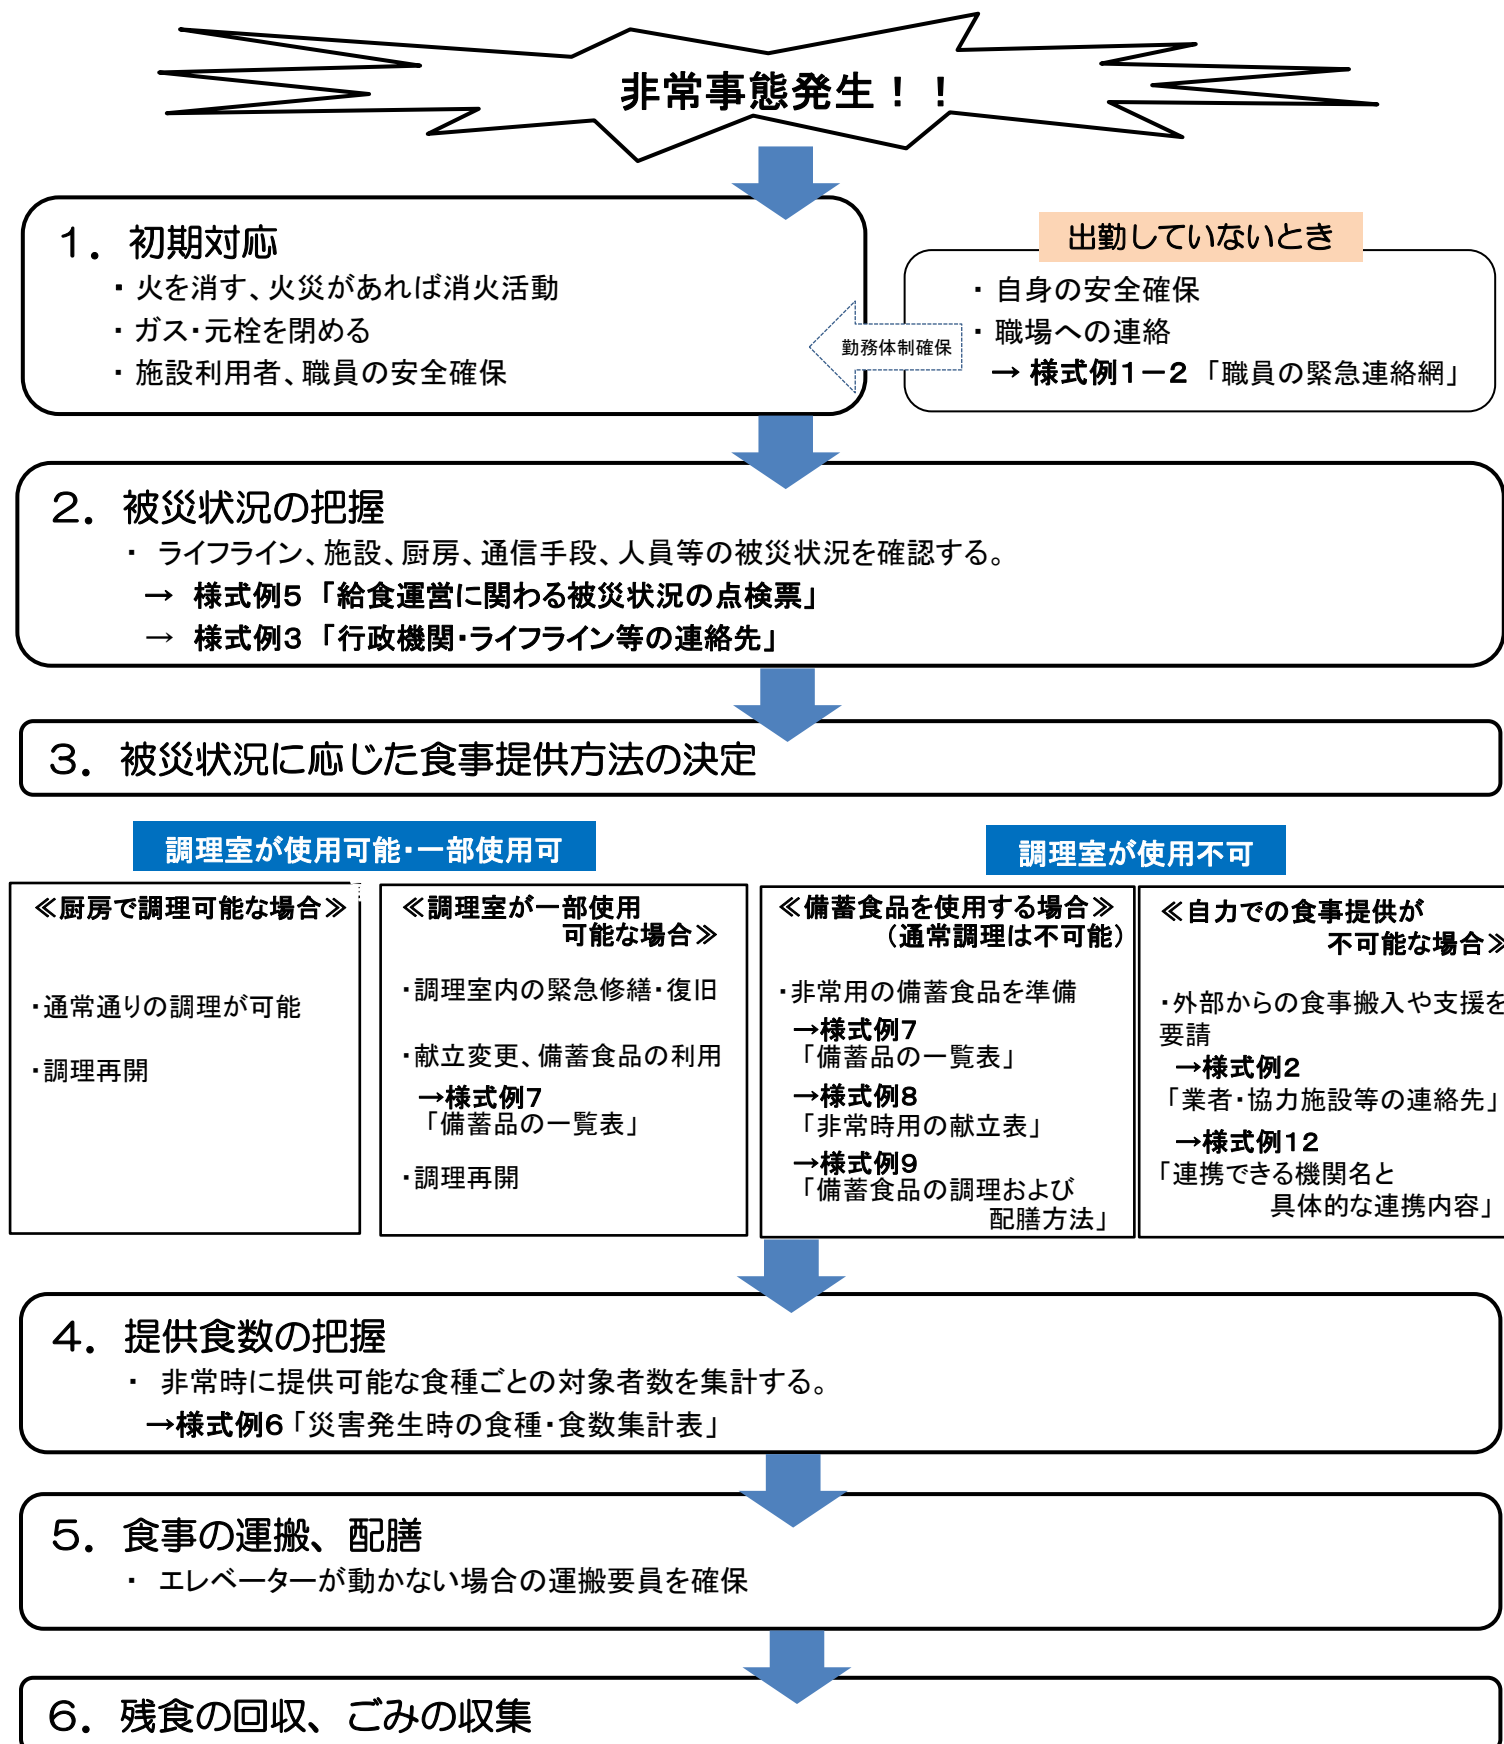 非常事態発生！！
１．初期対応
・火を消す、火災があれば消火活動
・ガス・元栓を閉める
・施設利用者、職員の安全確保
出勤していないとき
・自身の安全確保
・職場への連絡
→様式例１－２「職員の緊急連絡網」
勤務体制確保
２．被災状況の把握
・ ライフライン、施設、厨房、通信手段、人員等の被災状況を確認する。
→ 様式例５「給食運営に関わる被災状況の点検票」
→ 様式例３「行政機関・ライフライン等の連絡先」
３．被災状況に応じた食事提供方法の決定
調理室が使用可能・一部使用可
≪厨房で調理可能な場合≫
・通常通りの調理が可能
・調理再開
≪調理室が一部使用
可能な場合≫
・調理室内の緊急修繕・復旧
・献立変更、備蓄食品の利用
→様式例７
「備蓄品の一覧表」
・調理再開
調理室が使用不可
≪備蓄食品を使用する場合≫
（通常調理は不可能）
・非常用の備蓄食品を準備
→様式例７
「備蓄品の一覧表」
→様式例８
「非常時用の献立表」
→様式例９
「備蓄食品の調理および
配膳方法」
≪自力での食事提供が
不可能な場合≫
・外部からの食事搬入や支援を
要請
→様式例２
「業者・協力施設等の連絡先」
→様式例１２
「連携できる機関名と
具体的な連携内容」
４．提供食数の把握
・ 非常時に提供可能な食種ごとの対象者数を集計する。
→様式例６「災害発生時の食種・食数集計表」
５．食事の運搬、配膳
・ エレベーターが動かない場合の運搬要員を確保
６．残食の回収、ごみの収集